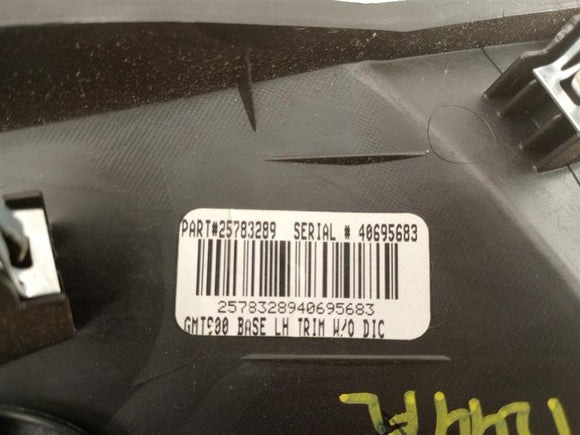 PART#25783289 SERIAL # 40695683
2578328940695683
GMT900 BASE LH TRIM W/O DIC